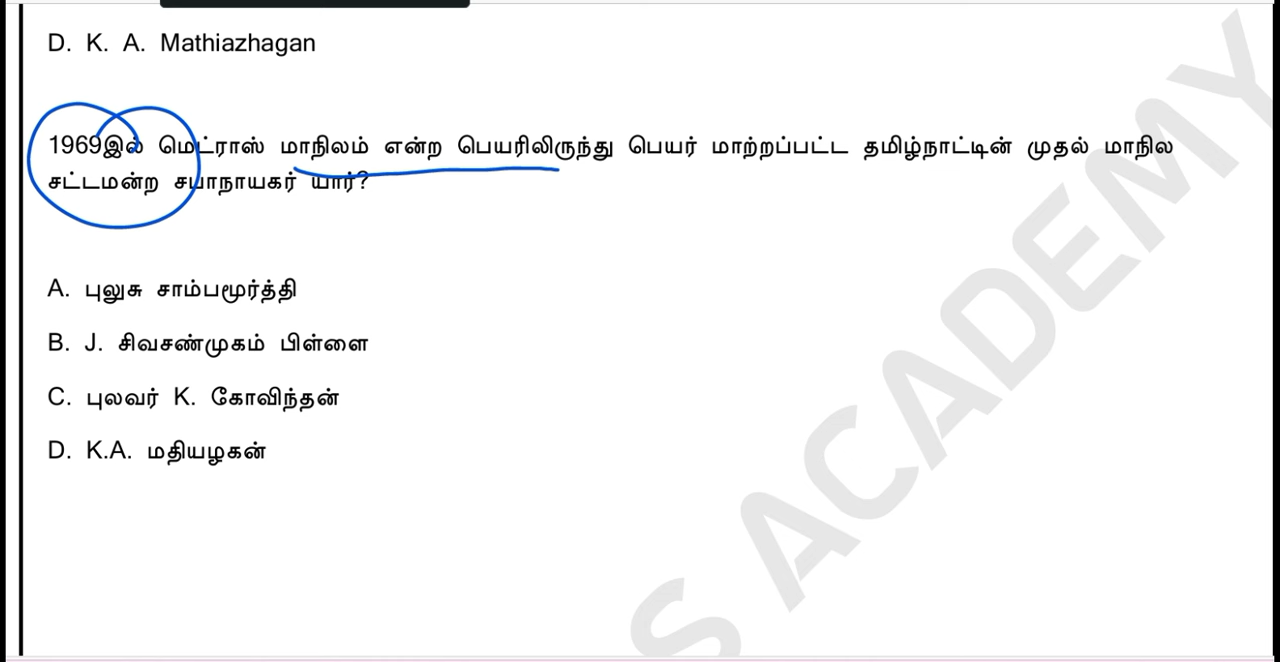 D. K. A. Mathiazhagan
1969இல் மெட்ராஸ் மாநிலம் என்ற பெயரிலிருந்து பெயர் மாற்றப்பட்ட தமிழ்நாட்டின் முதல் மாநில
சட்டமன்ற சபாநாயகர் யார்?
A. புலுசு சாம்பமூர்த்தி
B. J. சிவசண்முகம் பிள்ளை
C. புலவர் K. கோவிந்தன்
D. K.A. மதியழகன்
S ACADEMY